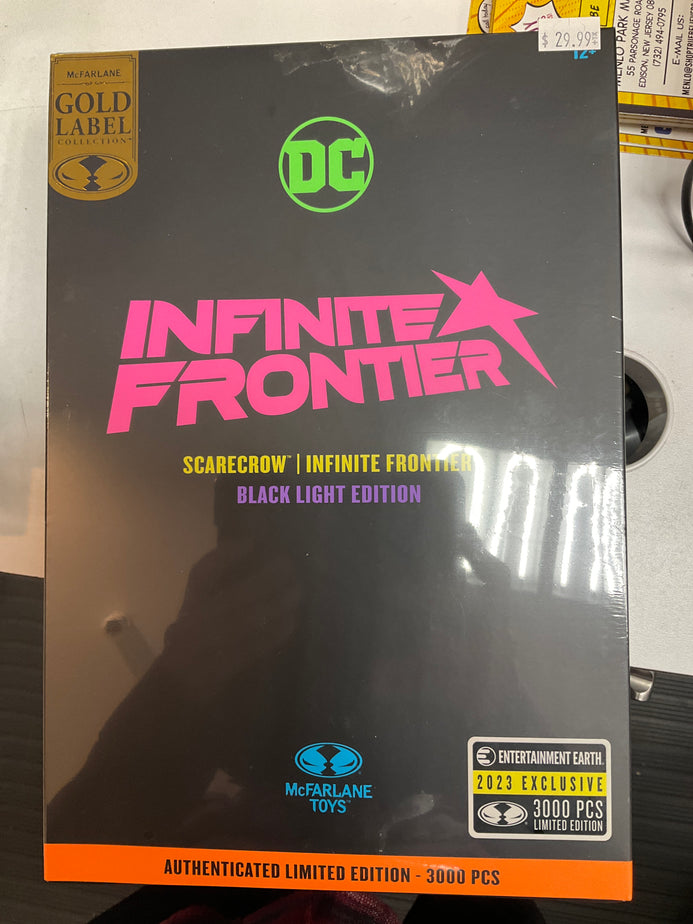 McFARLANE
GOLD
LABEL
COLLECTION™
$ 29.99
12+
DC
INFINITE
FRONTIER
SCARECROW™ | INFINITE FRONTIER
BLACK LIGHT EDITION
McFARLANE
TOYS™
ENTERTAINMENT EARTH.
2023 EXCLUSIVE
3000 PCS
LIMITED EDITION
AUTHENTICATED LIMITED EDITION - 3000 PCS
MENLO PARK
55 PARSONAGE ROA
EDISON, NEW JERSEY 08
(732) 494-0795
E-MAIL US: